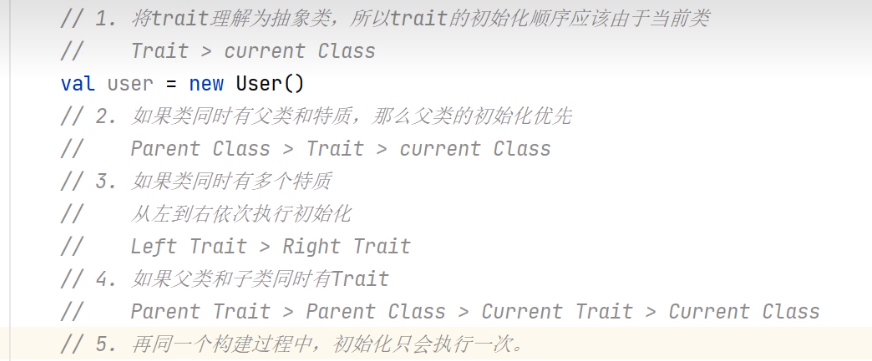 // 1. 将trait理解为抽象类，所以trait的初始化顺序应该由于当前类
//    Trait > current Class
val user = new User()
// 2. 如果类同时有父类和特质，那么父类的初始化优先
//    Parent Class > Trait > current Class
// 3. 如果类同时有多个特质
//    从左到右依次执行初始化
//    Left Trait > Right Trait
// 4. 如果父类和子类同时有Trait
//    Parent Trait > Parent Class > Current Trait > Current Class
// 5. 再同一个构建过程中，初始化只会执行一次。